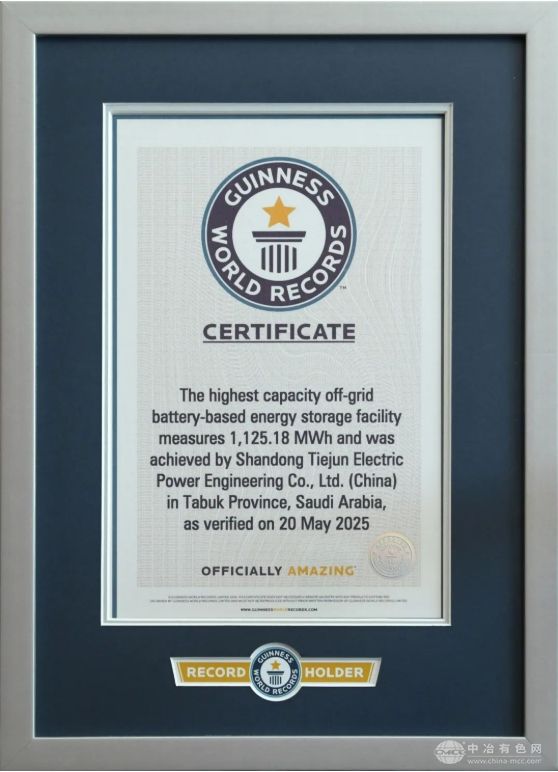 GUINNESS
WORLD RECORDS
TM
CERTIFICATE
The highest capacity off-grid
battery-based energy storage facility
measures 1,125.18 MWh and was
achieved by Shandong Tiejun Electric
Power Engineering Co., Ltd. (China)
in Tabuk Province, Saudi Arabia,
as verified on 20 May 2025
OFFICIALLY AMAZING
WWW.GUINNESSWORLDRECORDS.COM
RECORD
GUINNESS
WORLD RECORDS
HOLDER
CMCC
中冶有色网
www.china-mcc.com